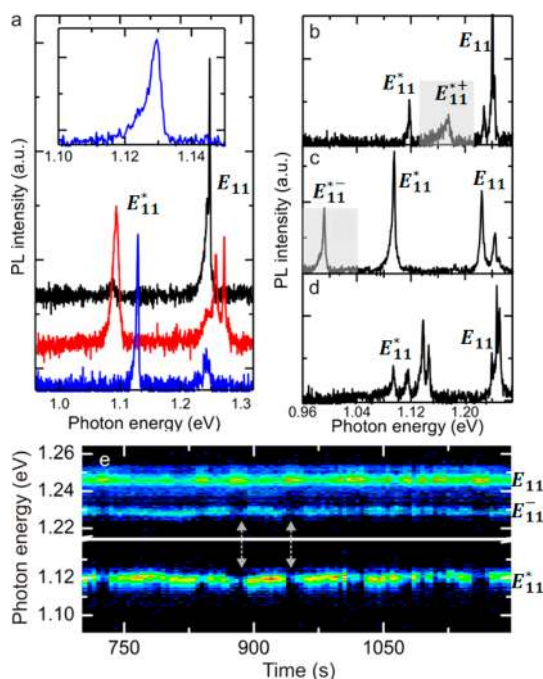 a
PL intensity (a.u.)
1.10 1.12 1.14
E*11
E11
1.0 1.1 1.2 1.3
Photon energy (eV)
b
E*11
E*+11
E11
PL intensity (a.u.)
c
E*−11
E*11
E11
d
E*11
E11
0.96 1.04 1.12 1.20
Photon energy (eV)
e
Photon energy (eV)
1.26
1.24
1.22
1.12
1.10
E11
E−11
E*11
750 900 1050
Time (s)